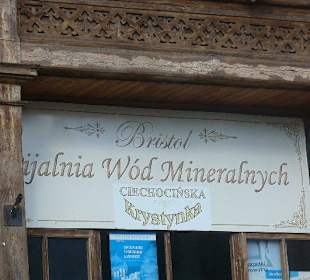 Bristol
ijalnia Wód Mineralnych
CIECHOCIŃSKA
Krystynka